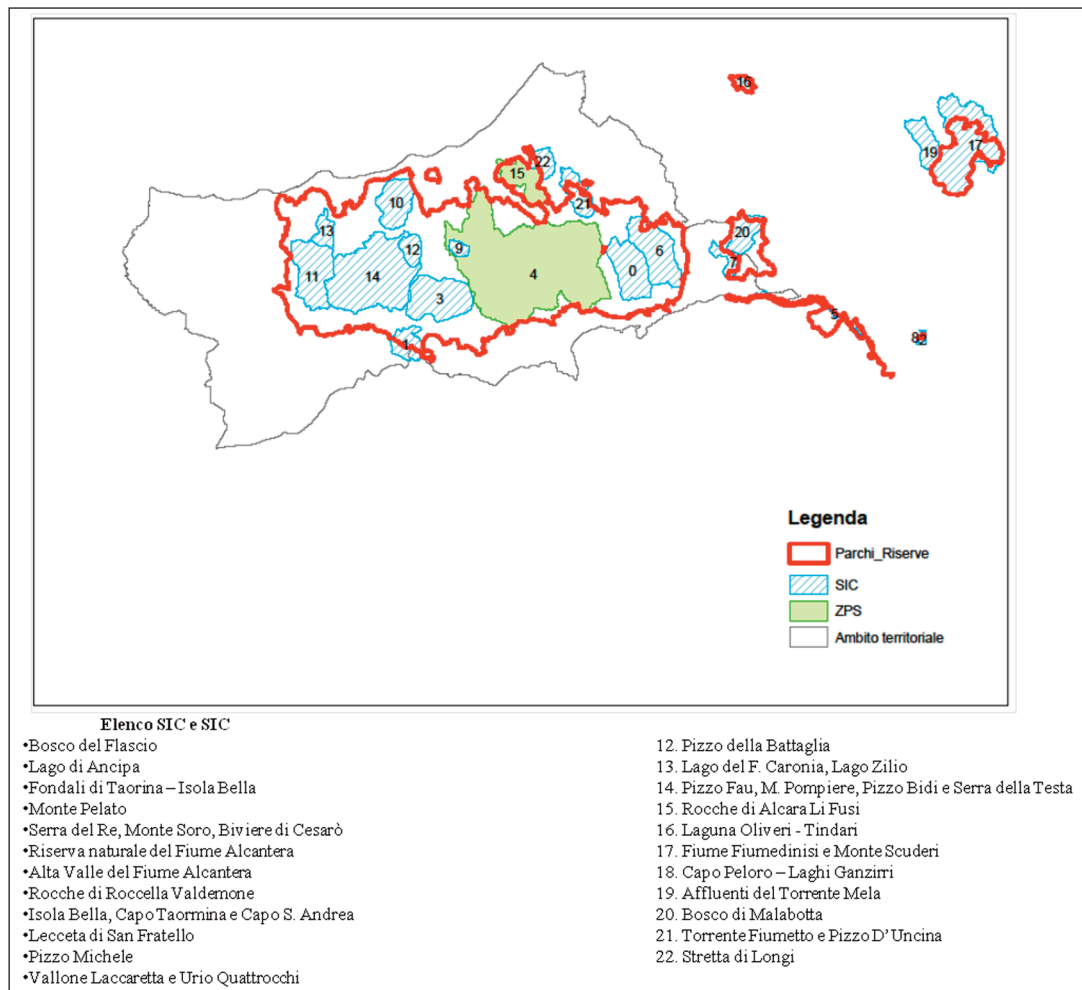 16
19
17
22
15
10
21
13
20
12
9
6
7
11
14
4
0
3
5
1
82
Legenda
Parchi_Riserve
SIC
ZPS
Ambito territoriale
Elenco SIC e SIC
•Bosco del Flascio
•Lago di Ancipa
•Fondali di Taorina – Isola Bella
•Monte Pelato
•Serra del Re, Monte Soro, Biviere di Cesarò
•Riserva naturale del Fiume Alcantera
•Alta Valle del Fiume Alcantera
•Rocche di Roccella Valdemone
•Isola Bella, Capo Taormina e Capo S. Andrea
•Lecceta di San Fratello
•Pizzo Michele
•Vallone Laccaretta e Urio Quattrocchi
12. Pizzo della Battaglia
13. Lago del F. Caronia, Lago Zilio
14. Pizzo Fau, M. Pompiere, Pizzo Bidi e Serra della Testa
15. Rocche di Alcara Li Fusi
16. Laguna Oliveri - Tindari
17. Fiume Fiumedinisi e Monte Scuderi
18. Capo Peloro – Laghi Ganzirri
19. Affluenti del Torrente Mela
20. Bosco di Malabotta
21. Torrente Fiumetto e Pizzo D’Uncina
22. Stretta di Longi